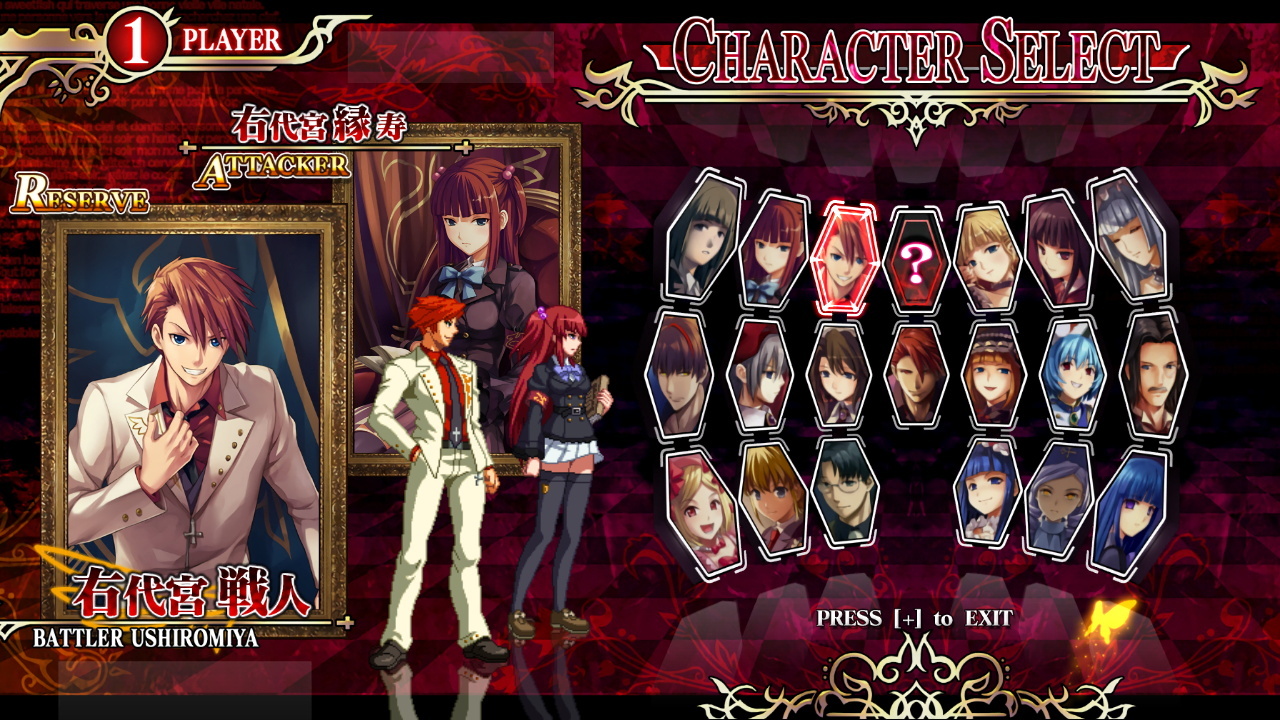 1 PLAYER
CHARACTER SELECT
右代宮 縁寿
ATTACKER
RESERVE
?
右代宮 戦人
BATTLER USHIROMIYA
PRESS [+] to EXIT